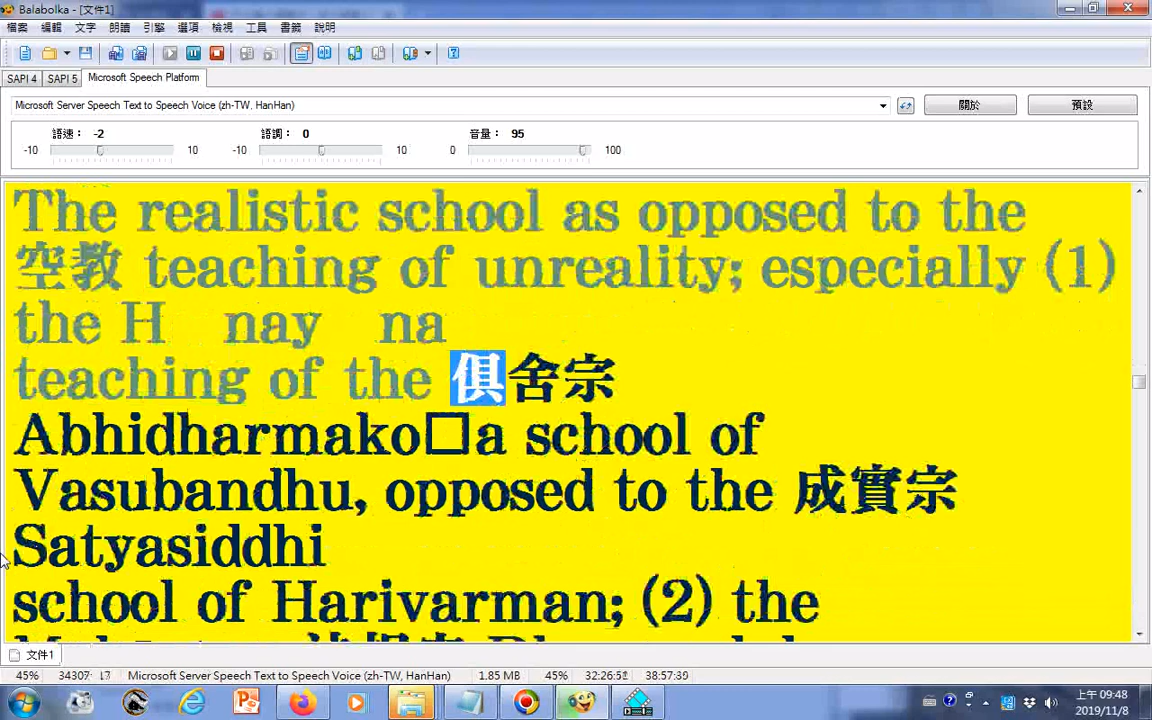 Balabolka - [文件1]
檔案 編輯 文字 朗讀 引擎 選項 檢視 工具 書籤 說明
SAPI 4 SAPI 5 Microsoft Speech Platform
Microsoft Server Speech Text to Speech Voice (zh-TW, HanHan) 關於 預設
語速： -2 語調： 0 音量： 95
-10 10 -10 10 0 100
The realistic school as opposed to the
空教 teaching of unreality; especially (1)
the H nay na
teaching of the 俱舍宗
Abhidharmako□a school of
Vasubandhu, opposed to the 成實宗
Satyasiddhi
school of Harivarman; (2) the
文件1
45% 34307 17 Microsoft Server Speech Text to Speech Voice (zh-TW, HanHan) 1.85 MB 45% 32:26:51 38:57:39
上午 09:48
2019/11/8